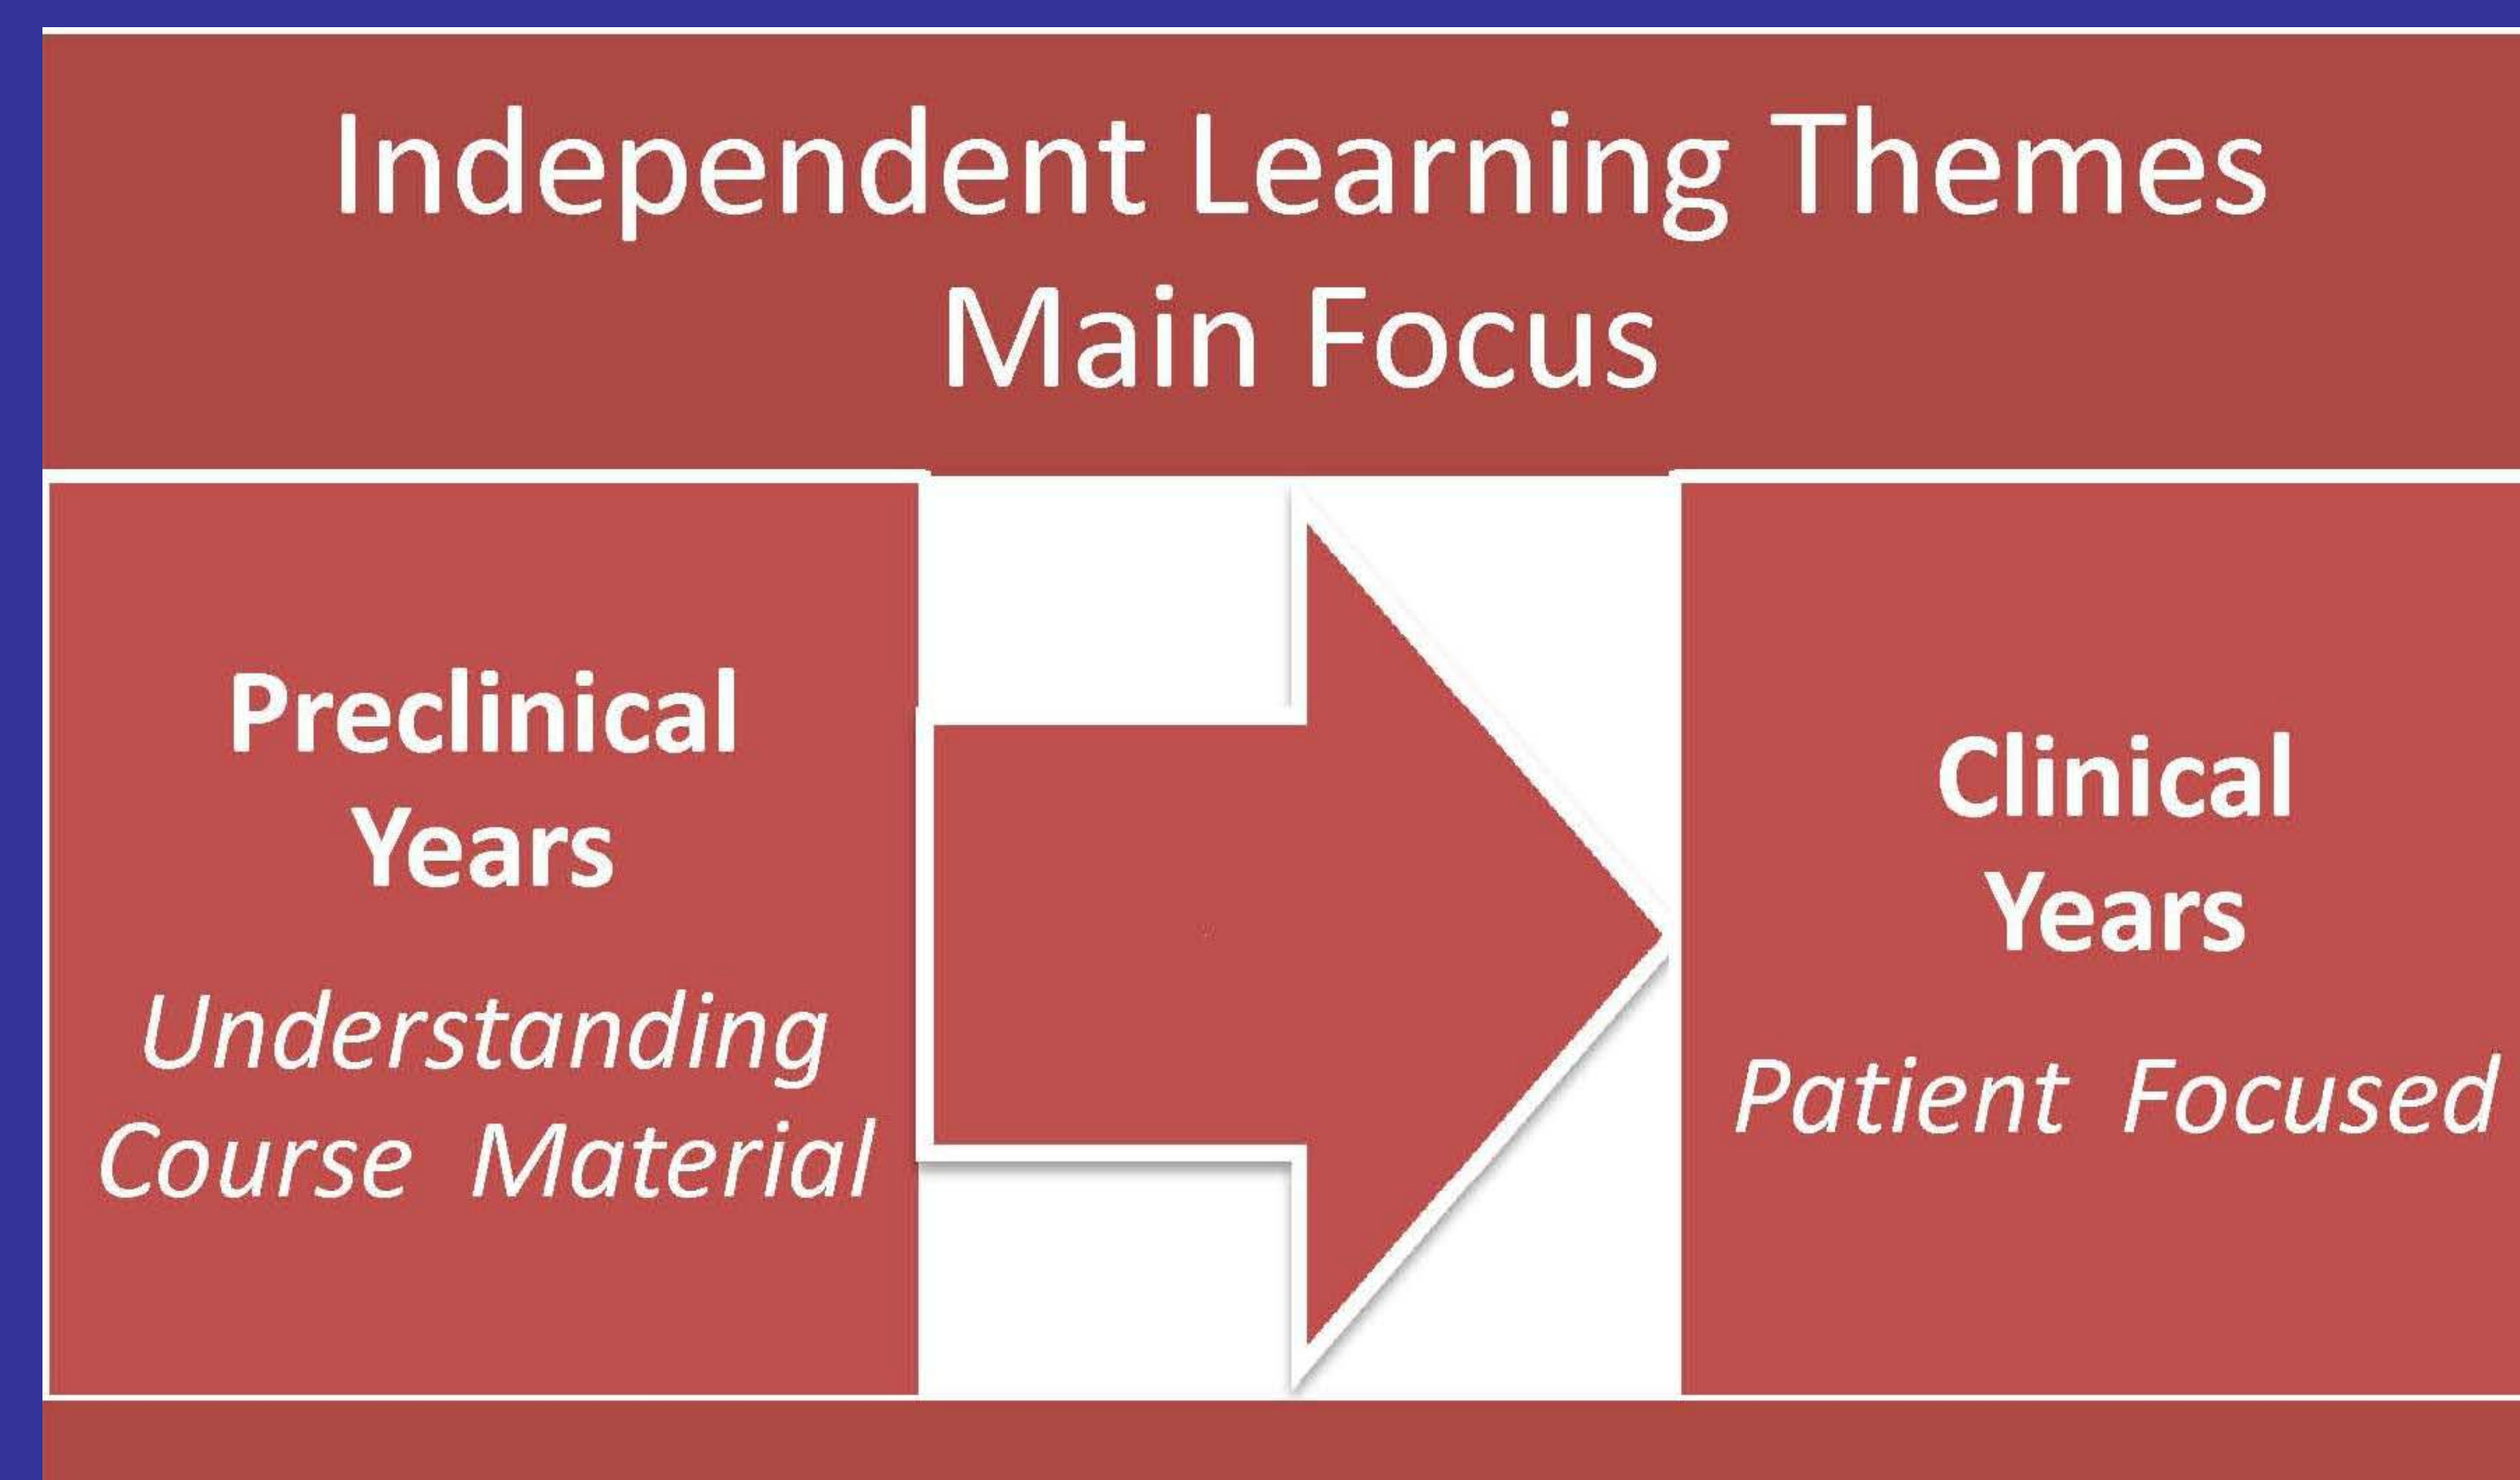 Independent Learning Themes
Main Focus
Preclinical
Years
Understanding
Course Material
Clinical
Years
Patient Focused